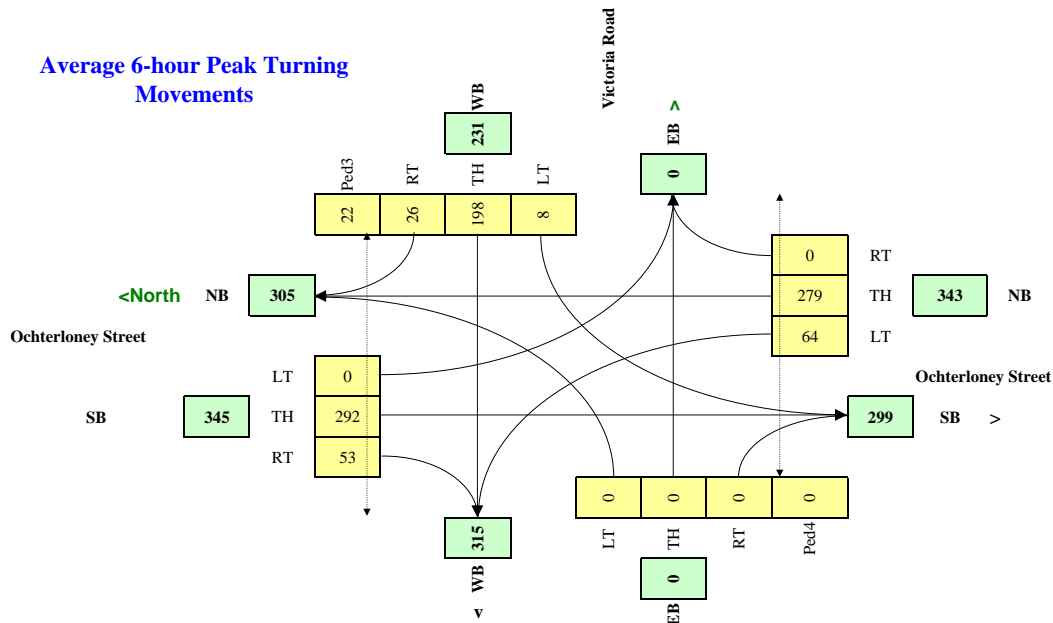 Average 6-hour Peak Turning
Movements
Victoria Road
WB
231
^
EB
0
Ped3
RT
TH
LT
22
26
198
8
0
RT
<North
NB
305
279
TH
343
NB
64
LT
Ochterloney Street
LT
0
Ochterloney Street
SB
345
TH
292
299
SB
>
RT
53
0
0
0
0
315
LT
TH
RT
Ped4
WB
0
EB
v